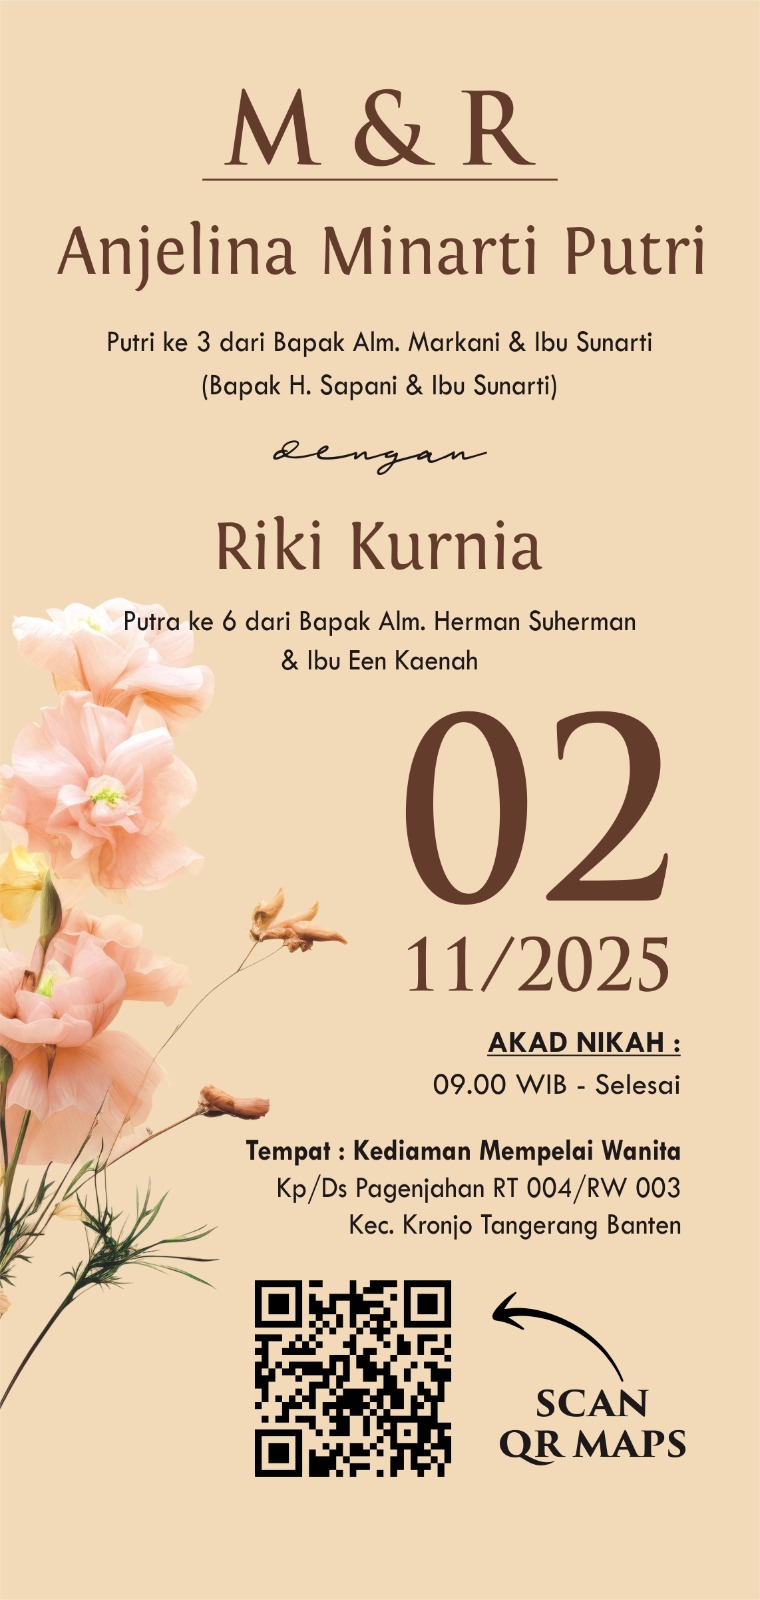 M & R
Anjelina Minarti Putri
Putri ke 3 dari Bapak Alm. Markani & Ibu Sunarti
(Bapak H. Sapani & Ibu Sunarti)
dengan
Riki Kurnia
Putra ke 6 dari Bapak Alm. Herman Suherman
& Ibu Een Kaenah
02
11/2025
AKAD NIKAH :
09.00 WIB - Selesai
Tempat : Kediaman Mempelai Wanita
Kp/Ds Pagenjahan RT 004/RW 003
Kec. Kronjo Tangerang Banten
SCAN
QR MAPS